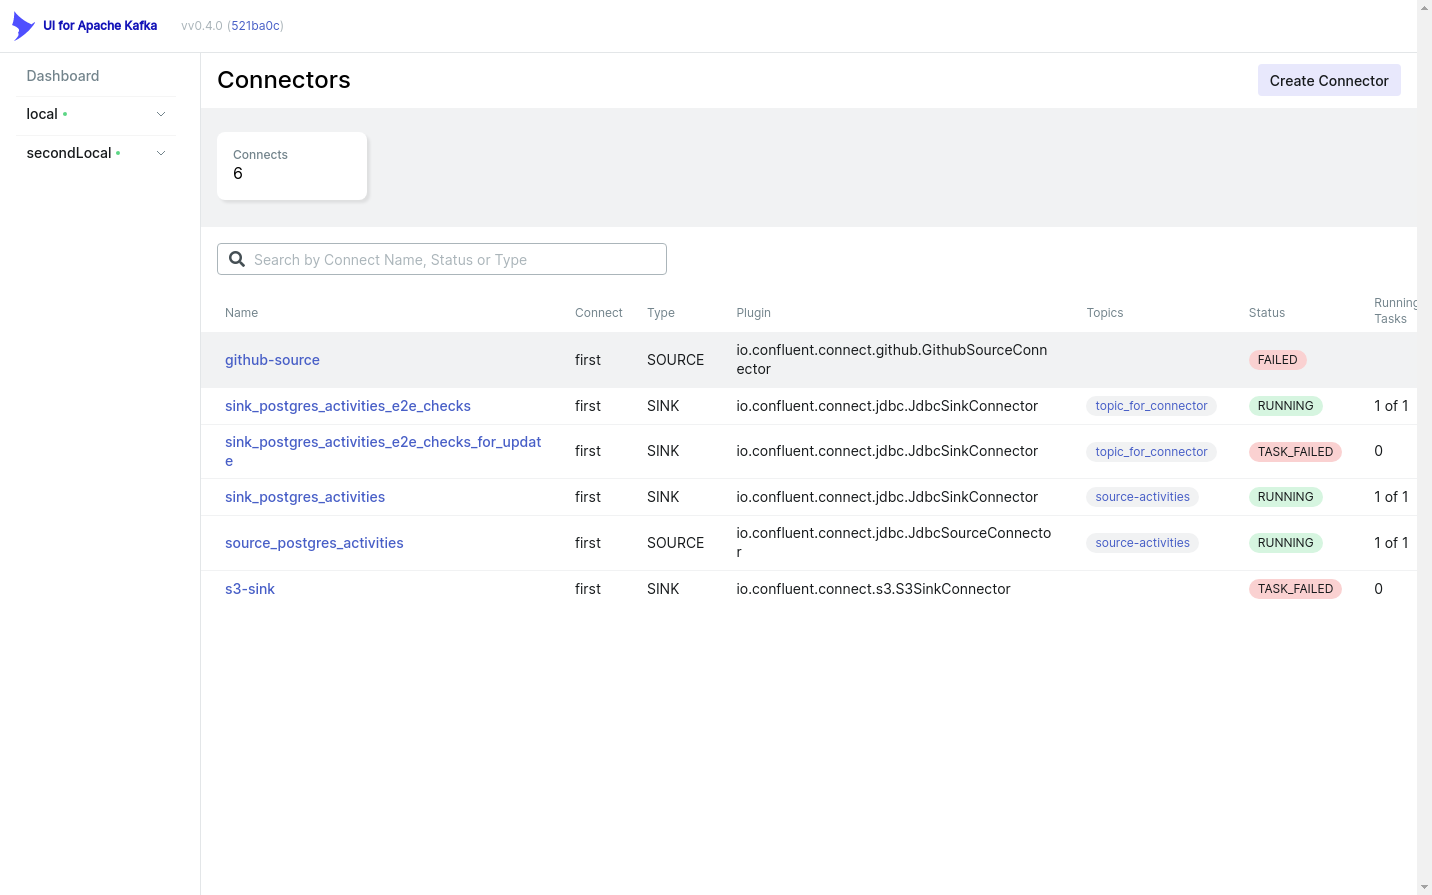 UI for Apache Kafka vv0.4.0 (521ba0c)
Dashboard
local
secondLocal
Connectors
Create Connector
Connects
6
Search by Connect Name, Status or Type
Name Connect Type Plugin Topics Status Running
Tasks
github-source first SOURCE io.confluent.connect.github.GithubSourceConn
ector FAILED
sink_postgres_activities_e2e_checks first SINK io.confluent.connect.jdbc.JdbcSinkConnector topic_for_connector RUNNING 1 of 1
sink_postgres_activities_e2e_checks_for_updat
e first SINK io.confluent.connect.jdbc.JdbcSinkConnector topic_for_connector TASK_FAILED 0
sink_postgres_activities first SINK io.confluent.connect.jdbc.JdbcSinkConnector source-activities RUNNING 1 of 1
source_postgres_activities first SOURCE io.confluent.connect.jdbc.JdbcSourceConnecto
r source-activities RUNNING 1 of 1
s3-sink first SINK io.confluent.connect.s3.S3SinkConnector TASK_FAILED 0